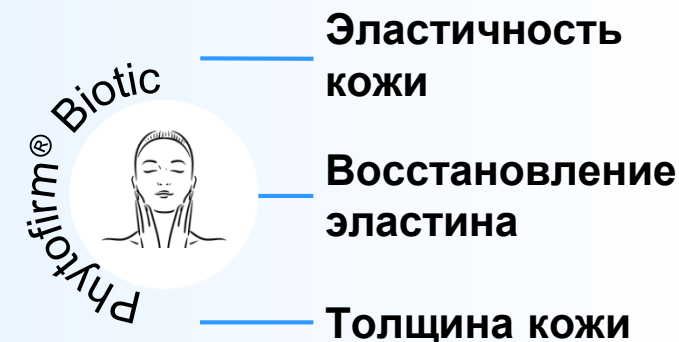 Phytofirm® Biotic
Эластичность
кожи
Восстановление
эластина
Толщина кожи